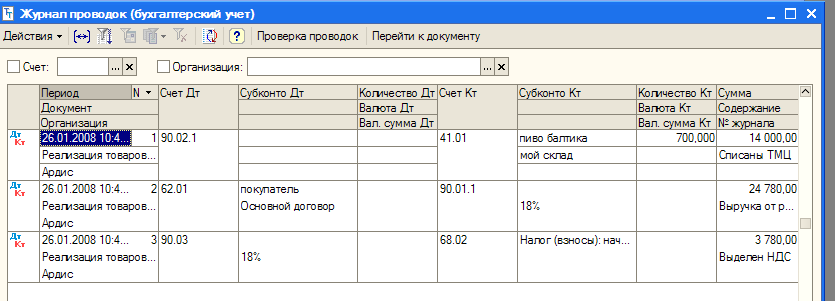 Журнал проводок (бухгалтерский учет)
Действия Проверка проводок Перейти к документу
Счет: ... × Организация: ... ×
Период N Счет Дт Субконто Дт Количество Дт Счет Кт Субконто Кт Количество Кт Сумма
Документ Валюта Дт Валюта Кт Содержание
Организация Вал. сумма Дт Вал. сумма Кт № журнала
Дт Кт 26.01.2008 10:4... 1 90.02.1 41.01 пиво балтика 700,000 14 000,00
Реализация товаров... мой склад Списаны ТМЦ
Ардис
Дт Кт 26.01.2008 10:4... 2 62.01 покупатель 90.01.1 24 780,00
Реализация товаров... Основной договор 18% Выручка от р...
Ардис
Дт Кт 26.01.2008 10:4... 3 90.03 68.02 Налог (взносы): нач... 3 780,00
Реализация товаров... 18% Выделен НДС
Ардис